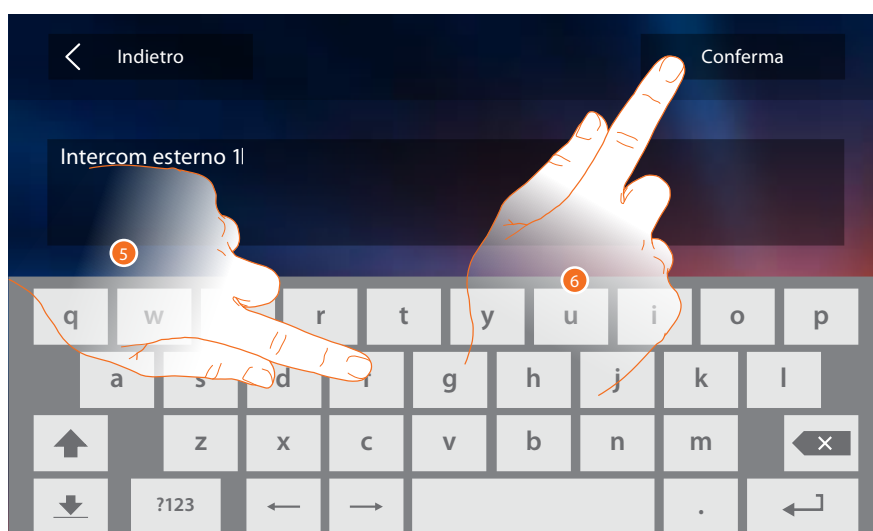 Indietro
Conferma
Intercom esterno 1
5
6
q w r t y u i o p
a s d f g h j k l
z x c v b n m
?123 .